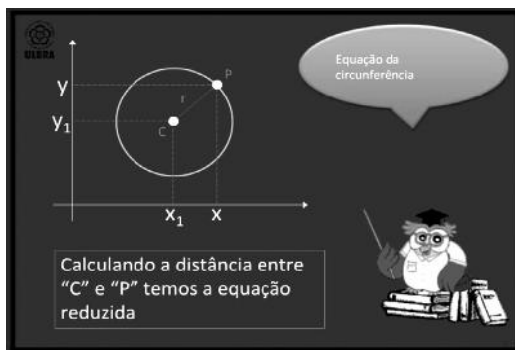 ULBRA
Equação da
circunferência
y
P
r
y₁
C
x₁ x
Calculando a distância entre
“C” e “P” temos a equação
reduzida